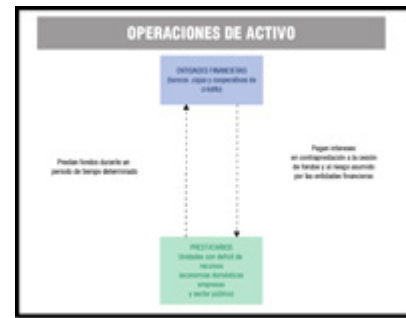 OPERACIONES DE ACTIVO
ENTIDADES FINANCIERAS
(bancos, cajas y cooperativas de
crédito)
Prestan fondos durante un
periodo de tiempo determinado
Pagan intereses
en contraprestación a la cesión
de fondos y al riesgo asumido
por las entidades financieras
PRESTATARIOS
Unidades con déficit de
recursos
(economías domésticas
empresas
y sector público)